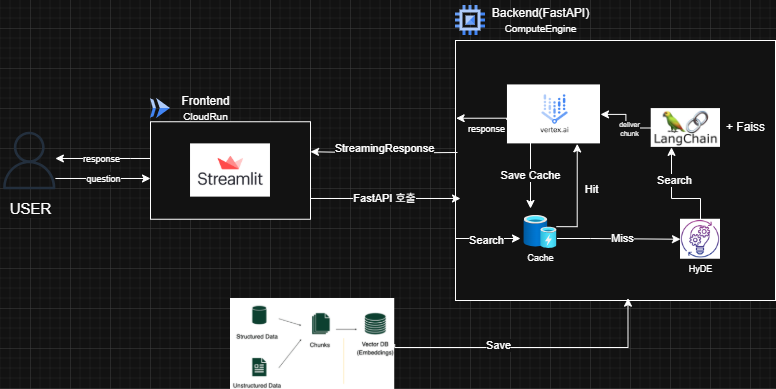 Backend(FastAPI)
ComputeEngine
Frontend
CloudRun
vertex.ai
response
deliver
chunk
LangChain
+ Faiss
StreamingResponse
response
question
Streamlit
Save Cache
Hit
Search
FastAPI 호출
USER
Search
Cache
Miss
HyDE
Structured Data
Chunks
Vector DB
(Embeddings)
Save
Unstructured Data